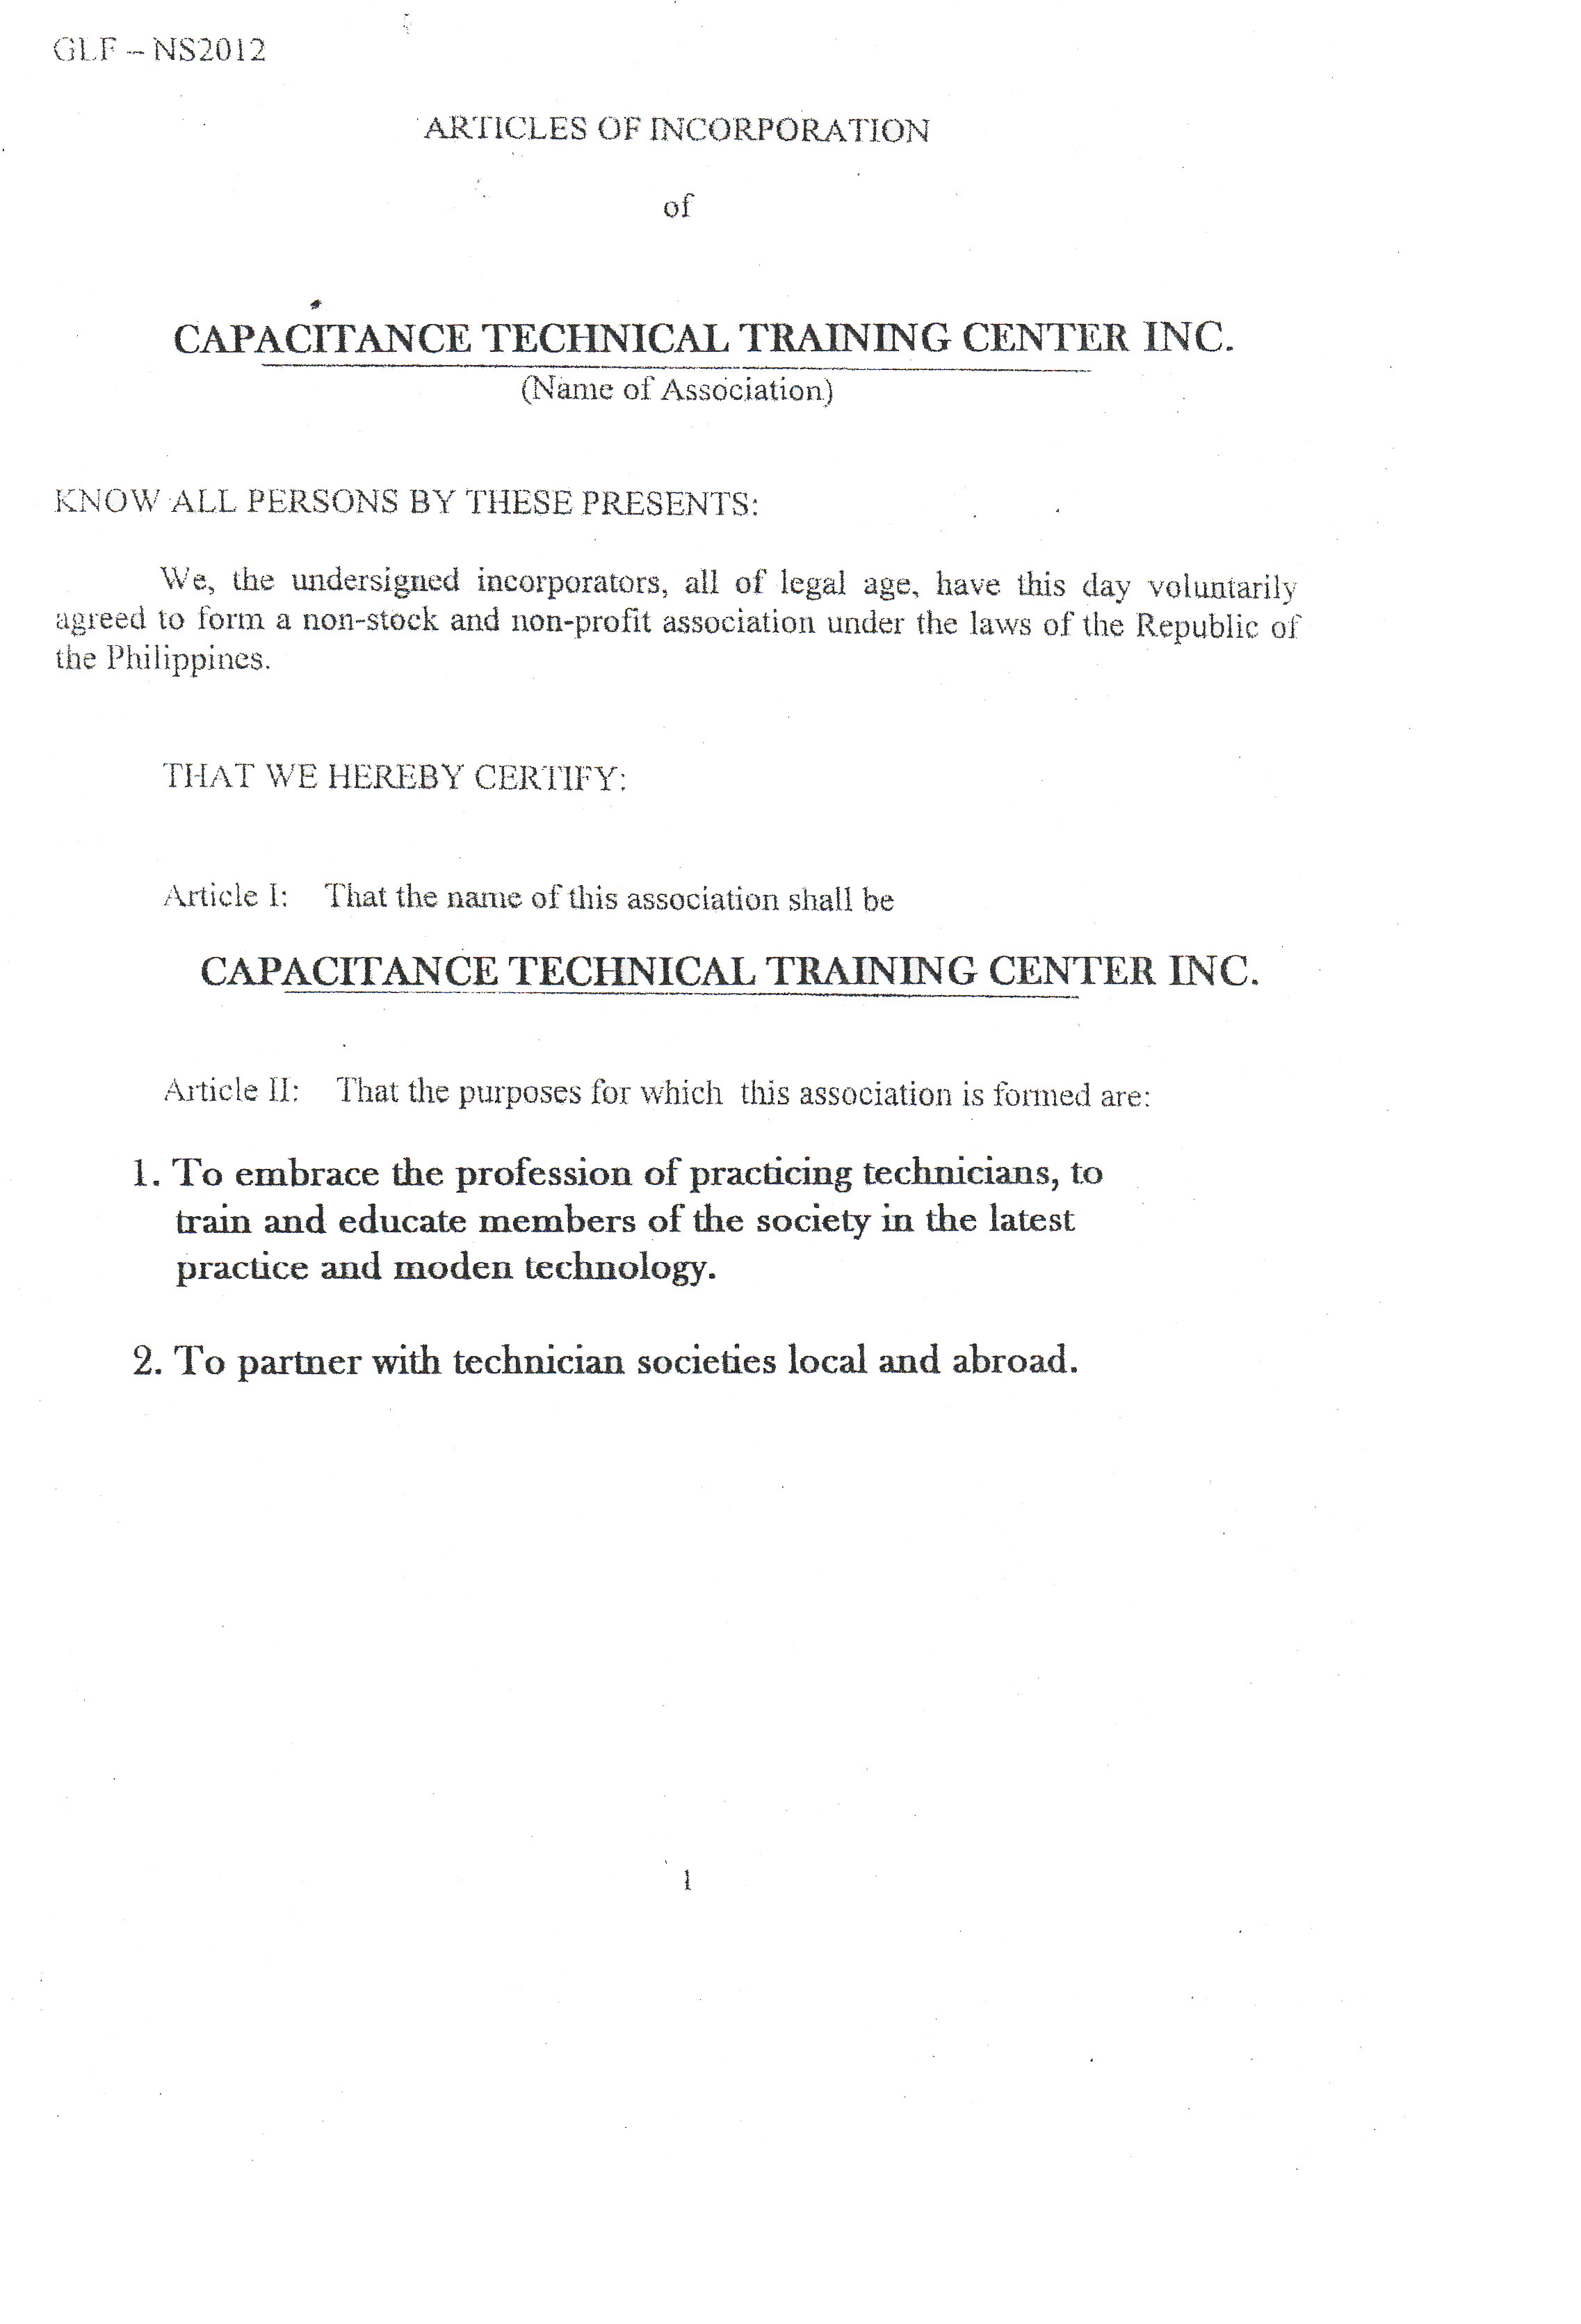 GLF – NS2012
ARTICLES OF INCORPORATION
of
CAPACITANCE TECHNICAL TRAINING CENTER INC.
(Name of Association)
KNOW ALL PERSONS BY THESE PRESENTS:
We, the undersigned incorporators, all of legal age, have this day voluntarily
agreed to form a non-stock and non-profit association under the laws of the Republic of
the Philippines.
THAT WE HEREBY CERTIFY:
Article I: That the name of this association shall be
CAPACITANCE TECHNICAL TRAINING CENTER INC.
Article II: That the purposes for which this association is formed are:
1. To embrace the profession of practicing technicians, to
train and educate members of the society in the latest
practice and moden technology.
2. To partner with technician societies local and abroad.
1